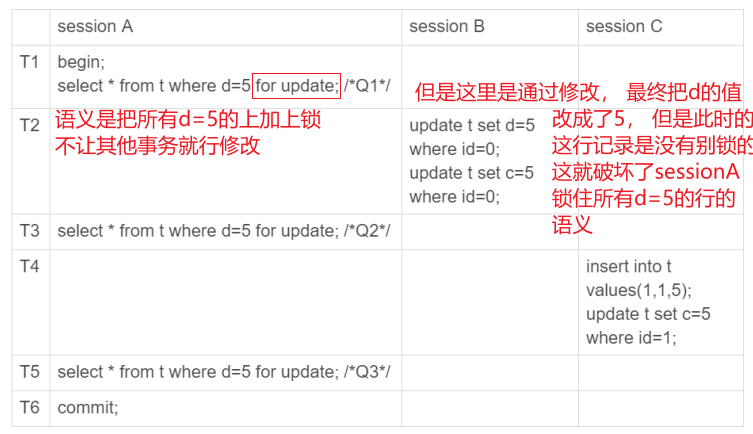 session A session B session C
T1 begin;
select * from t where d=5 for update; /*Q1*/
但是这里是通过修改， 最终把d的值
改成了5， 但是此时的
这行记录是没有别锁的
这就破坏了sessionA
锁住所有d=5的行的
语义
T2 语义是把所有d=5的上加上锁
不让其他事务就行修改
update t set d=5
where id=0;
update t set c=5
where id=0;
T3 select * from t where d=5 for update; /*Q2*/
T4 insert into t
values(1,1,5);
update t set c=5
where id=1;
T5 select * from t where d=5 for update; /*Q3*/
T6 commit;